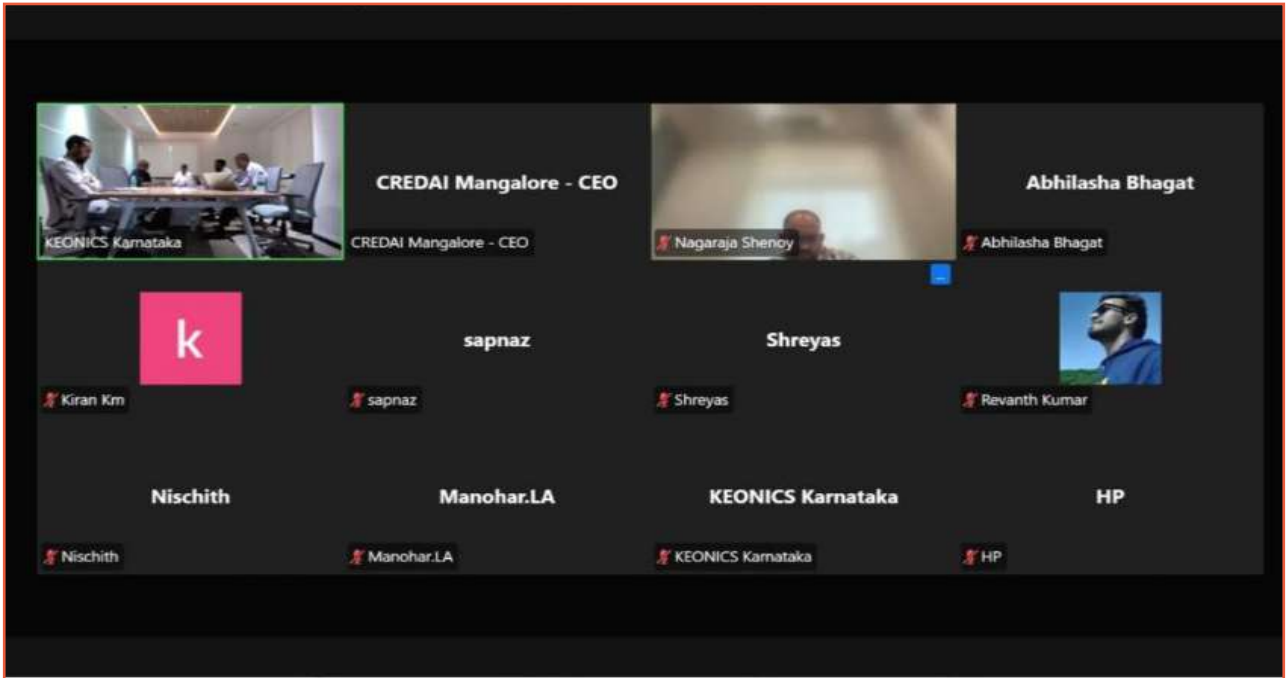 CREDAI Mangalore - CEO
Abhilasha Bhagat
KEONICS Karnataka
CREDAI Mangalore - CEO
Nagaraja Shenoy
Abhilasha Bhagat
k
sapnaz
Shreyas
Kiran Km
sapnaz
Shreyas
Revanth Kumar
Nischith
Manohar.LA
KEONICS Karnataka
HP
Nischith
Manohar.LA
KEONICS Karnataka
HP